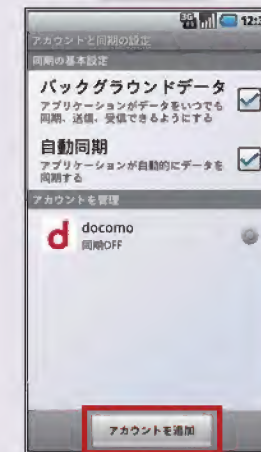 3G 12:
アカウントと同期の設定
同期の基本設定
バックグラウンドデータ
アプリケーションがデータをいつでも
同期、送信、受信できるようにする
自動同期
アプリケーションが自動的にデータを
同期する
アカウントを管理
d docomo
同期OFF
アカウントを追加